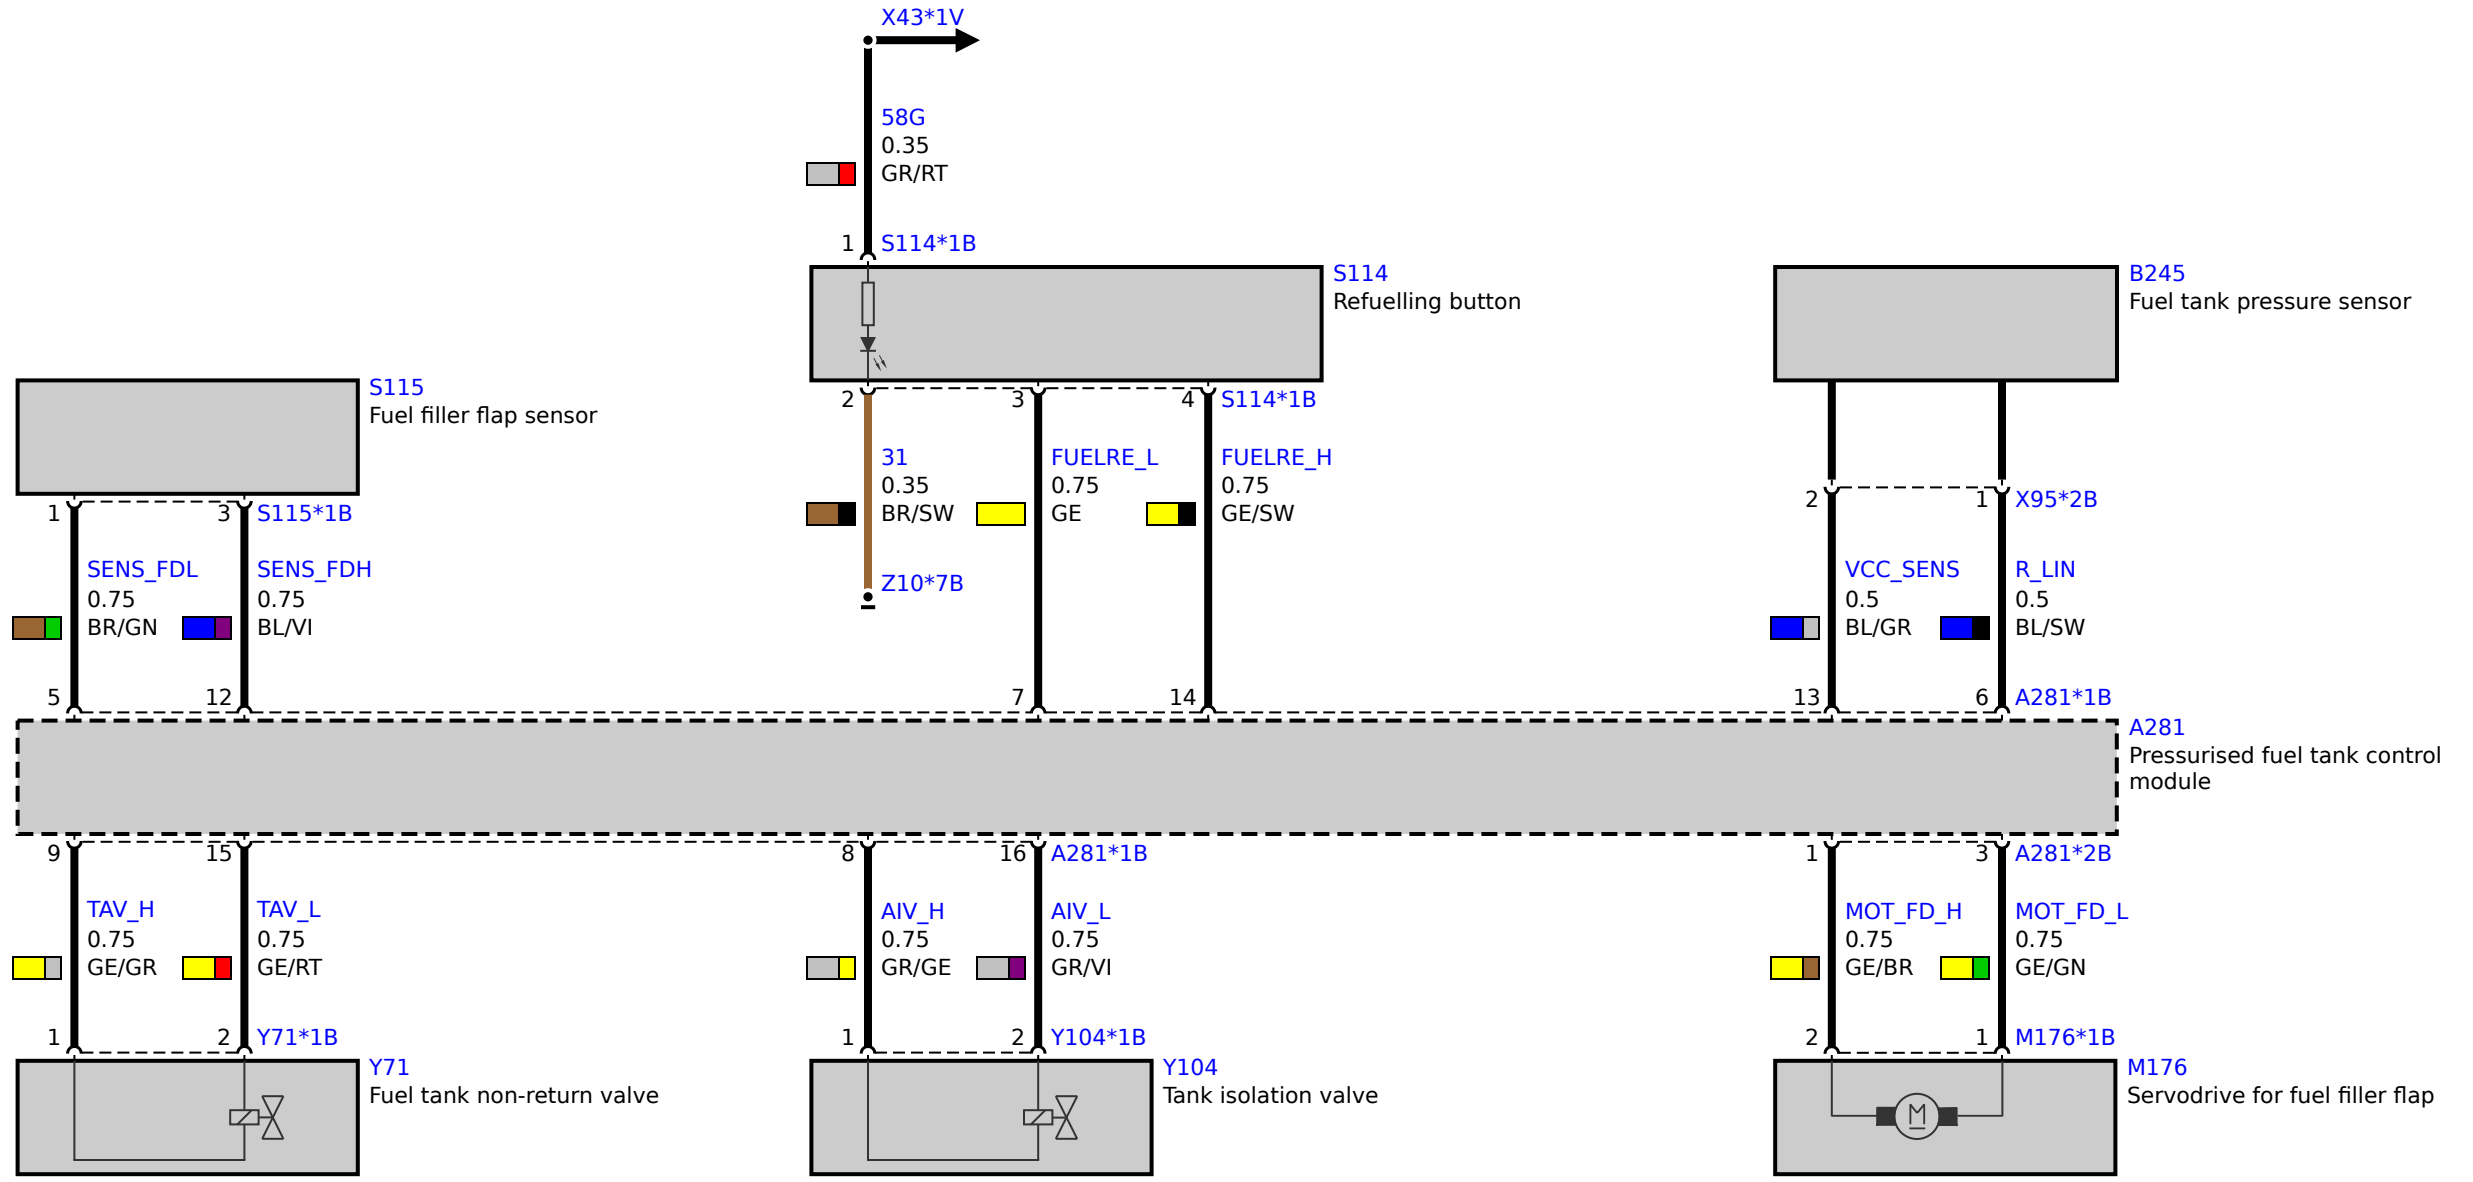 X43*1V
58G
0.35
GR/RT
1 S114*1B
S114
Refuelling button
B245
Fuel tank pressure sensor
S115
Fuel filler flap sensor
2 3 4 S114*1B
31 FUELRE_L FUELRE_H
0.35 0.75 0.75
BR/SW GE GE/SW
Z10*7B
1 3 S115*1B
2 1 X95*2B
SENS_FDL SENS_FDH
0.75 0.75
BR/GN BL/VI
VCC_SENS R_LIN
0.5 0.5
BL/GR BL/SW
5 12 7 14 13 6 A281*1B
A281
Pressurised fuel tank control
module
9 15 8 16 A281*1B 1 3 A281*2B
TAV_H TAV_L AIV_H AIV_L MOT_FD_H MOT_FD_L
0.75 0.75 0.75 0.75 0.75 0.75
GE/GR GE/RT GR/GE GR/VI GE/BR GE/GN
1 2 Y71*1B 1 2 Y104*1B 2 1 M176*1B
Y71
Fuel tank non-return valve
Y104
Tank isolation valve
M
M176
Servodrive for fuel filler flap